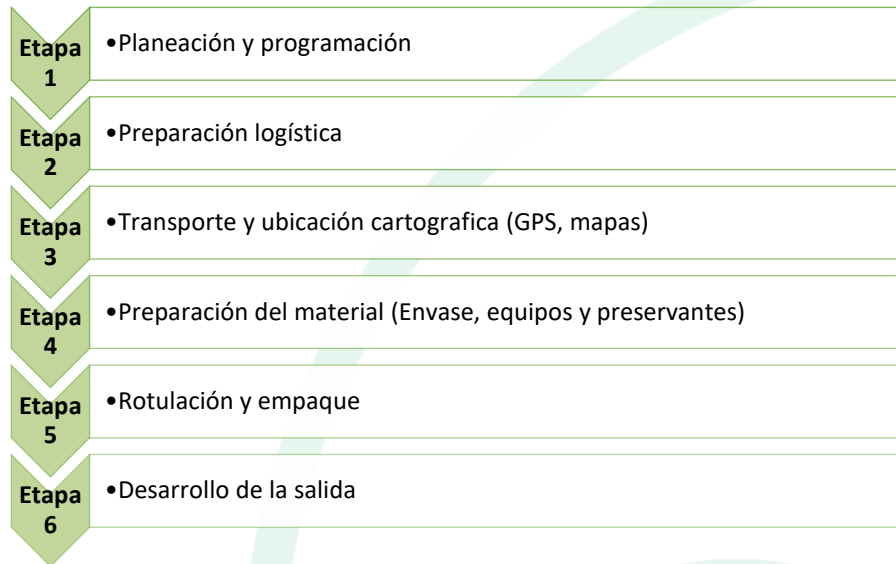 Etapa
1
•Planeación y programación
Etapa
2
•Preparación logística
Etapa
3
•Transporte y ubicación cartografica (GPS, mapas)
Etapa
4
•Preparación del material (Envase, equipos y preservantes)
Etapa
5
•Rotulación y empaque
Etapa
6
•Desarrollo de la salida